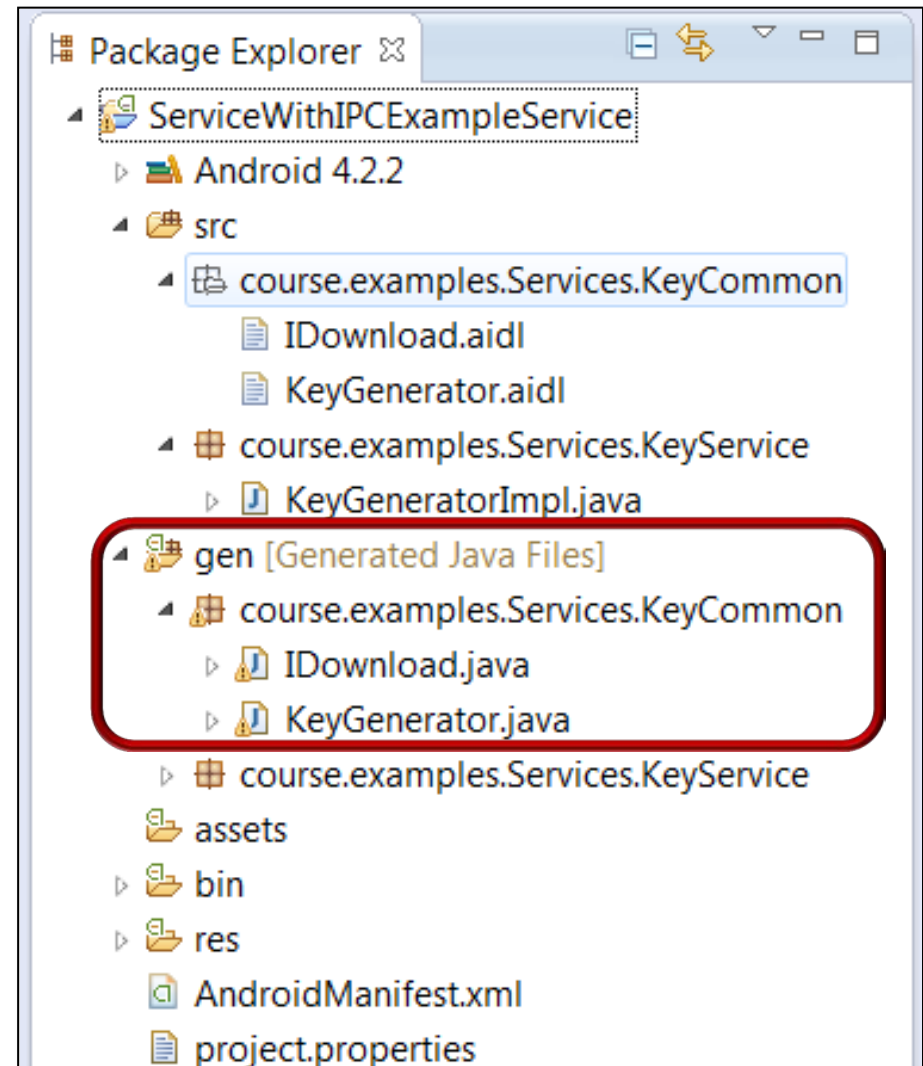 Package Explorer
ServiceWithIPCExampleService
Android 4.2.2
src
course.examples.Services.KeyCommon
IDownload.aidl
KeyGenerator.aidl
course.examples.Services.KeyService
KeyGeneratorImpl.java
gen [Generated Java Files]
course.examples.Services.KeyCommon
IDownload.java
KeyGenerator.java
course.examples.Services.KeyService
assets
bin
res
AndroidManifest.xml
project.properties